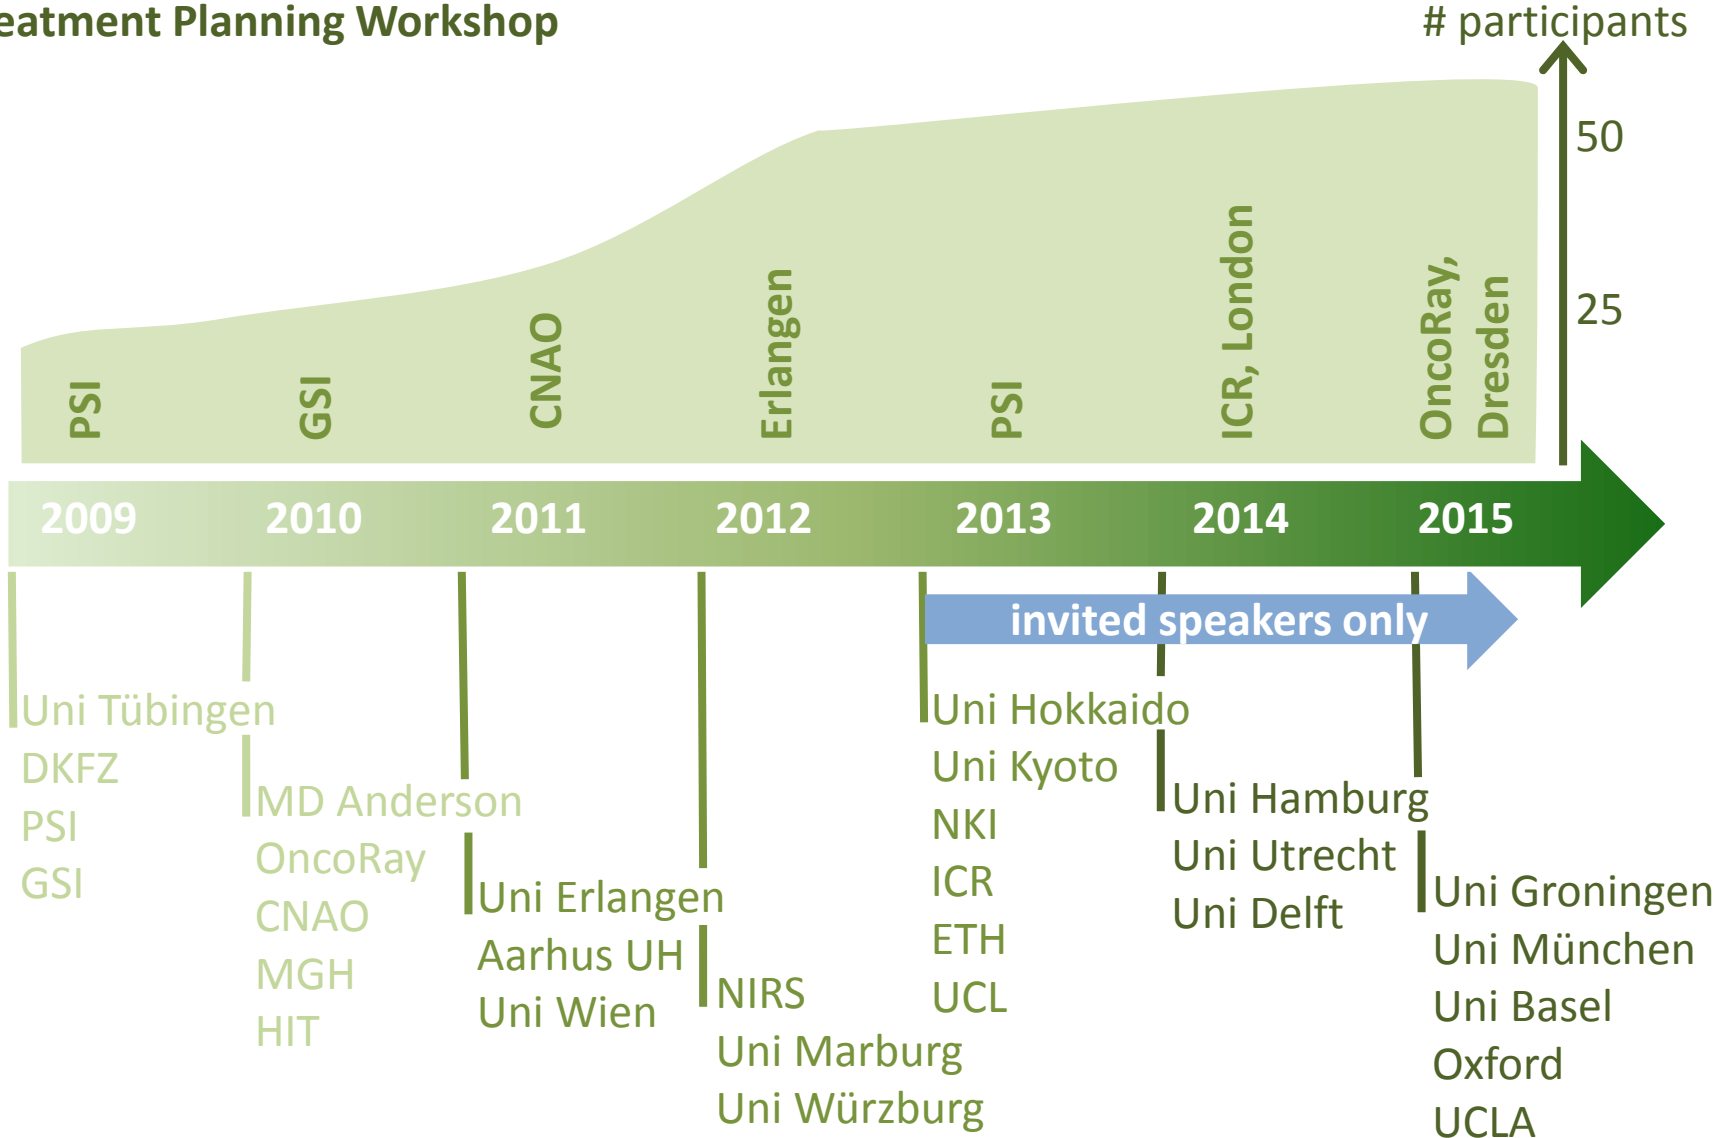 eatment Planning Workshop
# participants
50
25
PSI
GSI
CNAO
Erlangen
PSI
ICR, London
OncoRay,
Dresden
2009
2010
2011
2012
2013
2014
2015
invited speakers only
Uni Tübingen
DKFZ
PSI
GSI
MD Anderson
OncoRay
CNAO
MGH
HIT
Uni Erlangen
Aarhus UH
Uni Wien
NIRS
Uni Marburg
Uni Würzburg
Uni Hokkaido
Uni Kyoto
NKI
ICR
ETH
UCL
Uni Hamburg
Uni Utrecht
Uni Delft
Uni Groningen
Uni München
Uni Basel
Oxford
UCLA